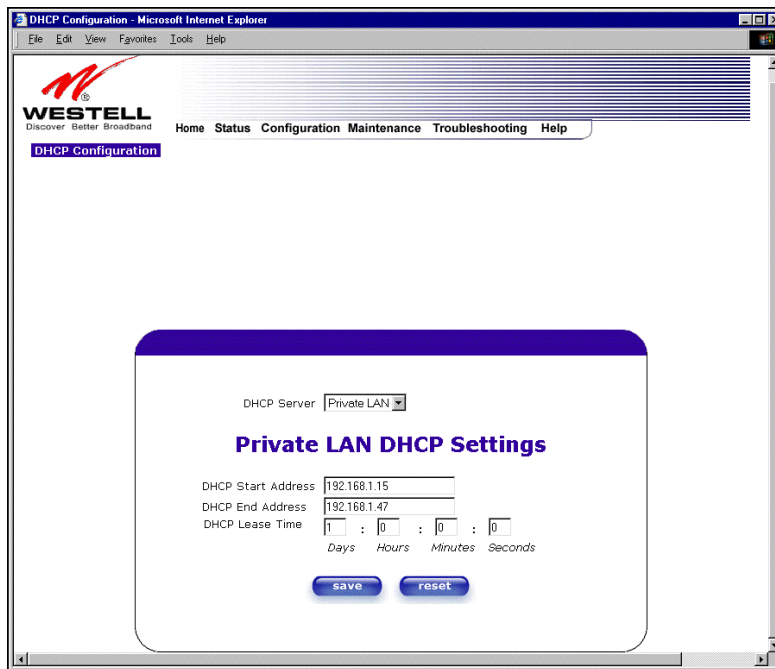 DHCP Configuration - Microsoft Internet Explorer
File Edit View Favorites Tools Help
®
WESTELL
Discover Better Broadband
Home Status Configuration Maintenance Troubleshooting Help
DHCP Configuration
DHCP Server Private LAN
Private LAN DHCP Settings
DHCP Start Address 192.168.1.15
DHCP End Address 192.168.1.47
DHCP Lease Time 1 : 0 : 0 : 0
Days Hours Minutes Seconds
save reset